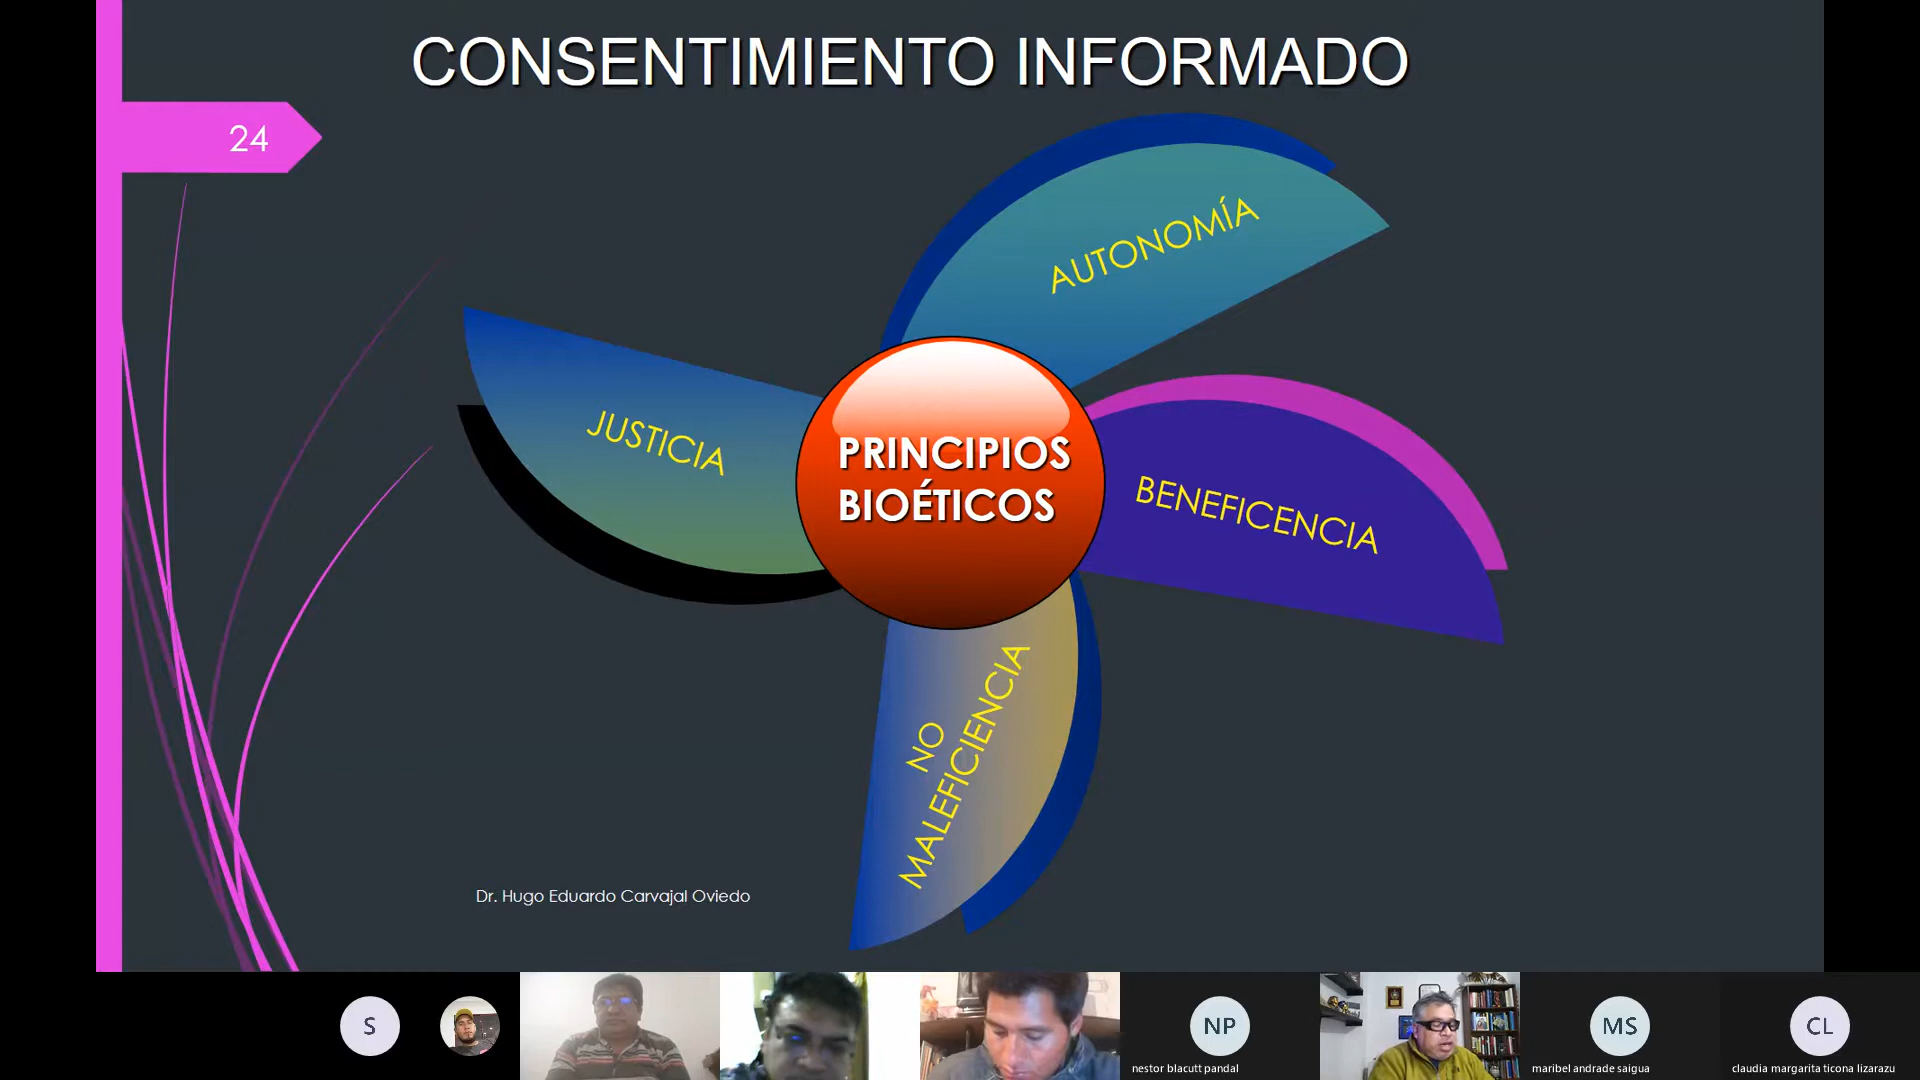 CONSENTIMIENTO INFORMADO
24
AUTONOMÍA
JUSTICIA
PRINCIPIOS
BIOÉTICOS
BENEFICENCIA
NO
MALEFICIENCIA
Dr. Hugo Eduardo Carvajal Oviedo
S
NP
MS
CL
nestor blacutt pandal
maribel andrade saigua
claudia margarita ticona lizarazu